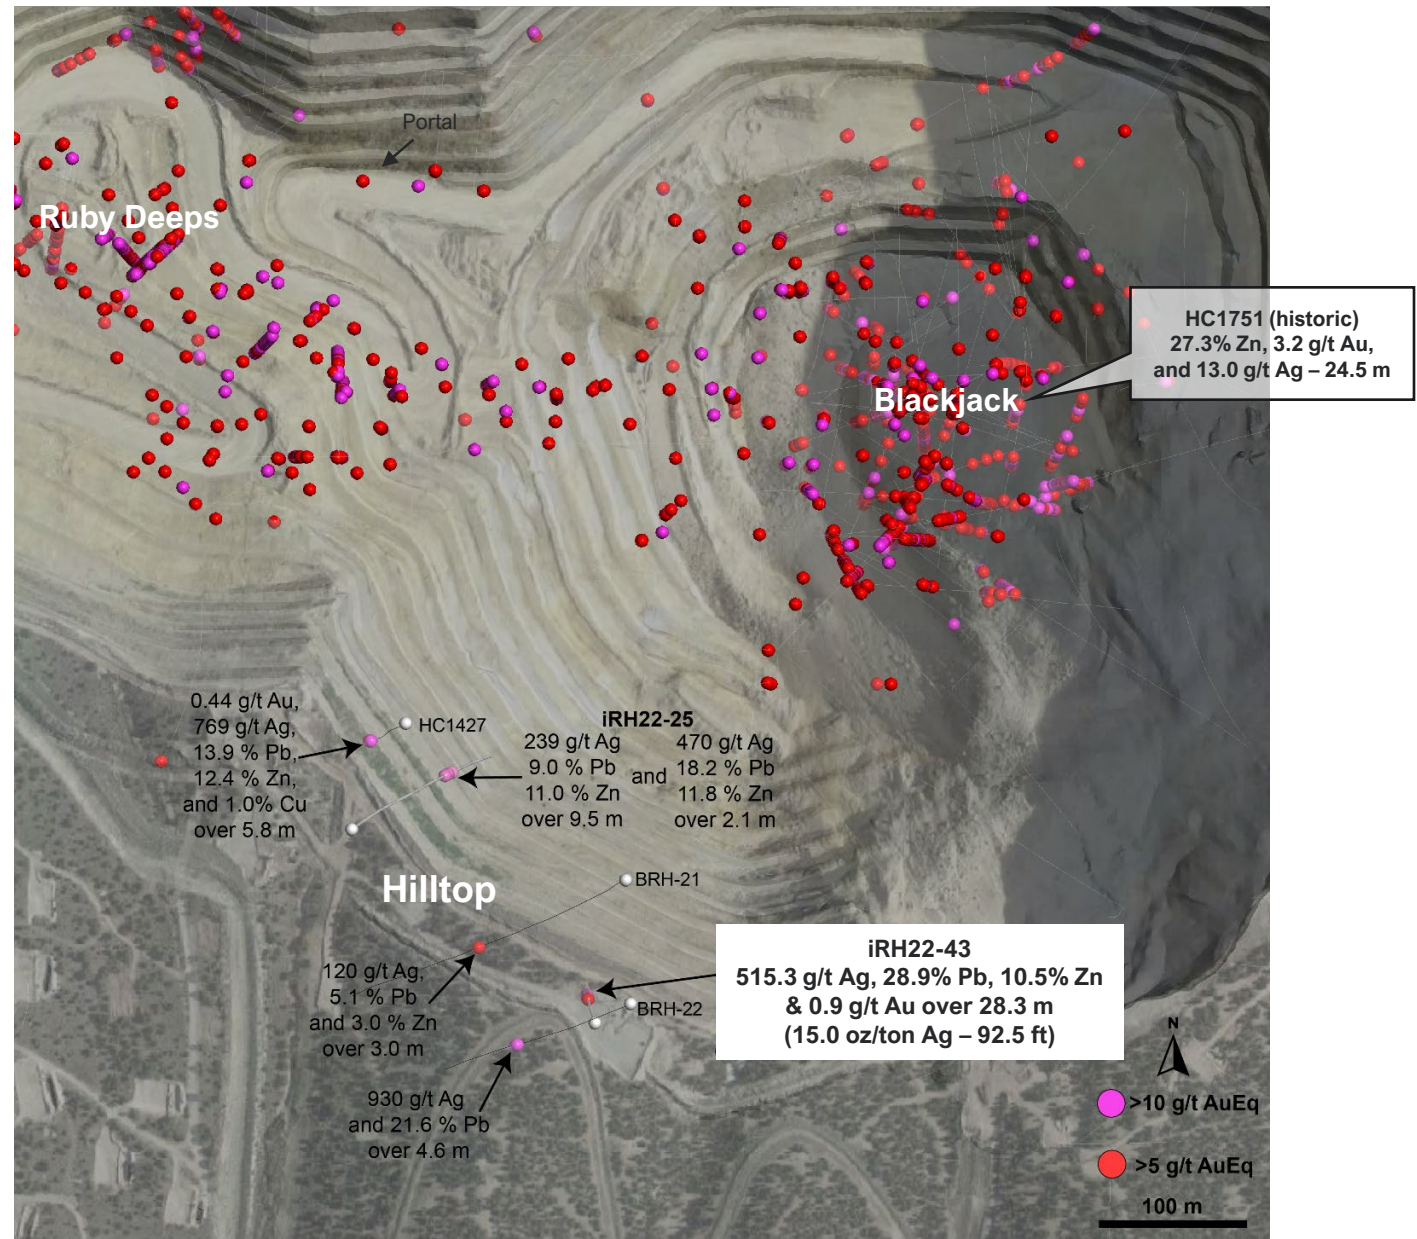 Portal
Ruby Deeps
HC1751 (historic)
27.3% Zn, 3.2 g/t Au,
and 13.0 g/t Ag – 24.5 m
Blackjack
0.44 g/t Au,
769 g/t Ag,
13.9 % Pb,
12.4 % Zn,
and 1.0% Cu
over 5.8 m
HC1427
iRH22-25
239 g/t Ag
9.0 % Pb
11.0 % Zn
over 9.5 m
and
470 g/t Ag
18.2 % Pb
11.8 % Zn
over 2.1 m
Hilltop
BRH-21
120 g/t Ag,
5.1 % Pb
and 3.0 % Zn
over 3.0 m
iRH22-43
515.3 g/t Ag, 28.9% Pb, 10.5% Zn
& 0.9 g/t Au over 28.3 m
(15.0 oz/ton Ag – 92.5 ft)
BRH-22
930 g/t Ag
and 21.6 % Pb
over 4.6 m
N
>10 g/t AuEq
>5 g/t AuEq
100 m